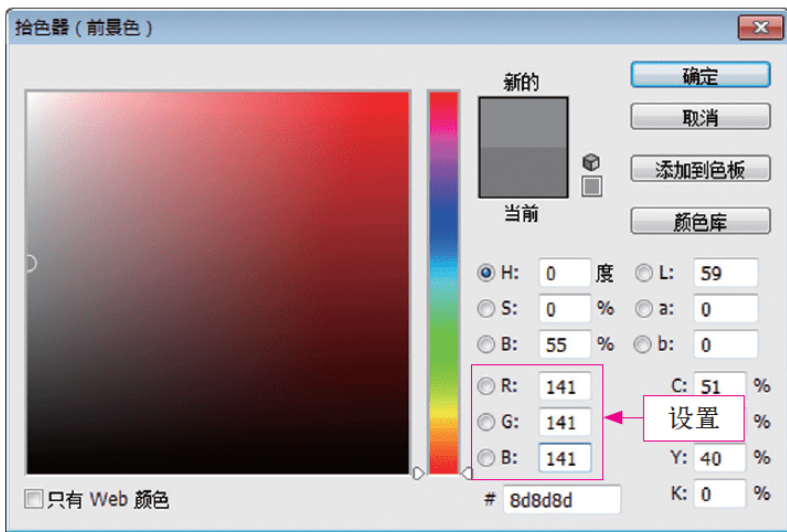 拾色器（前景色）
新的
当前
确定
取消
添加到色板
颜色库
H: 0 度
S: 0 %
B: 55 %
R: 141
G: 141
B: 141
# 8d8d8d
L: 59
a: 0
b: 0
C: 51 %
%
Y: 40 %
K: 0 %
设置
只有 Web 颜色